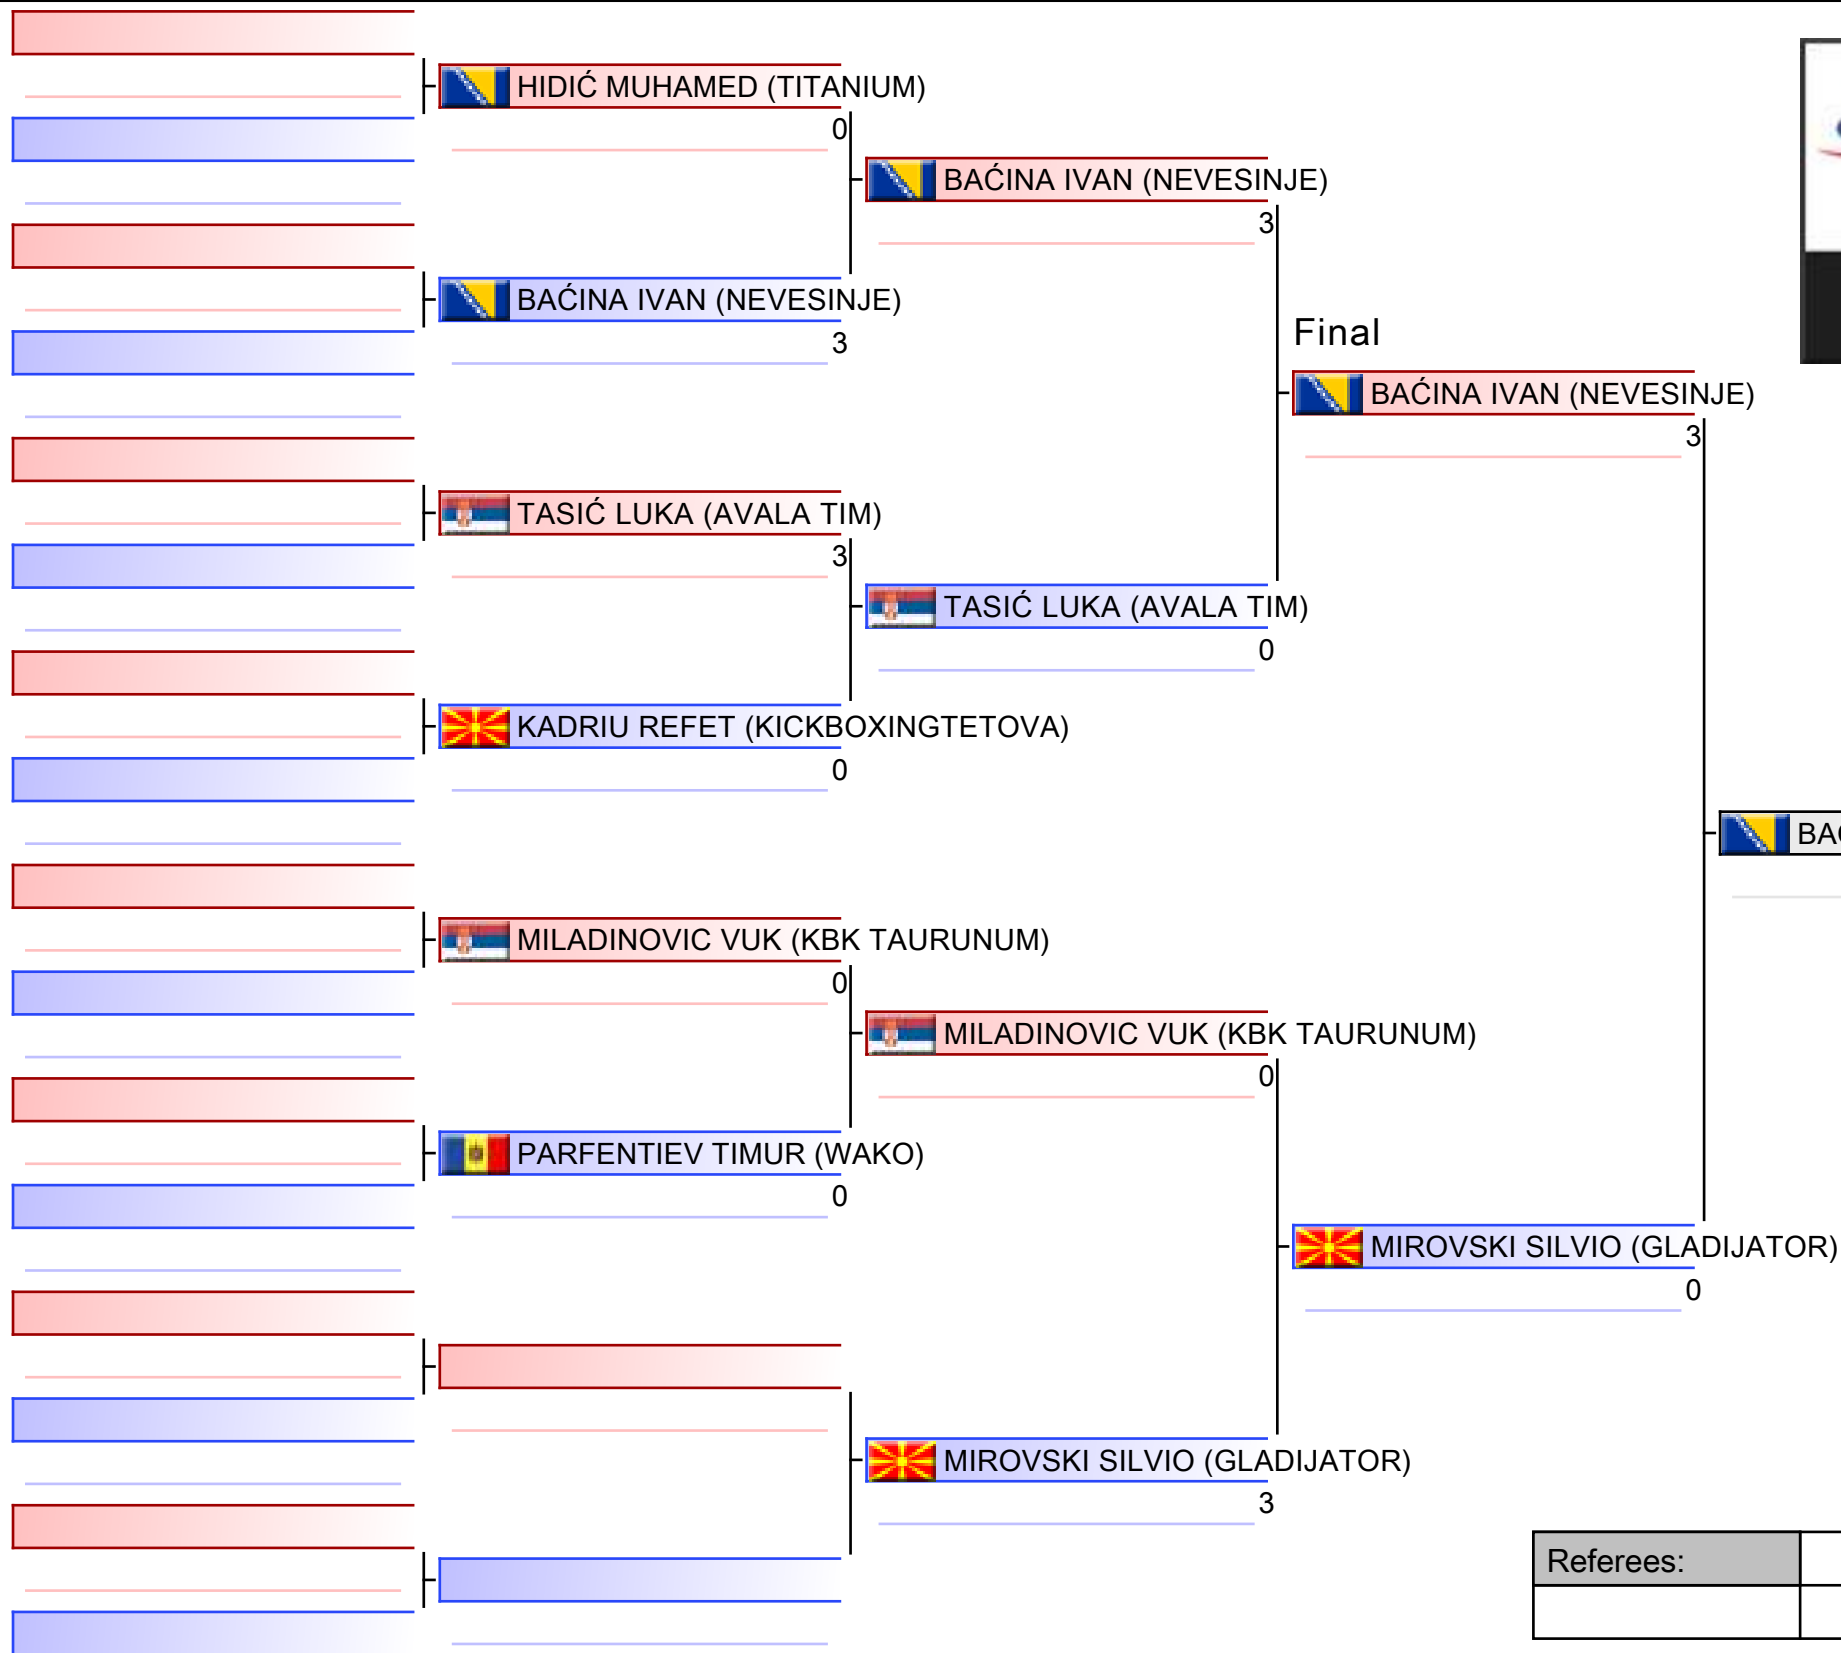 HIDIĆ MUHAMED (TITANIUM)
0
BAĆINA IVAN (NEVESINJE)
3
BAĆINA IVAN (NEVESINJE)
3
Final
BAĆINA IVAN (NEVESINJE)
3
TASIĆ LUKA (AVALA TIM)
3
TASIĆ LUKA (AVALA TIM)
0
KADRIU REFET (KICKBOXINGTETOVA)
0
MILADINOVIC VUK (KBK TAURUNUM)
0
MILADINOVIC VUK (KBK TAURUNUM)
0
PARFENTIEV TIMUR (WAKO)
0
MIROVSKI SILVIO (GLADIJATOR)
0
MIROVSKI SILVIO (GLADIJATOR)
3
Referees: